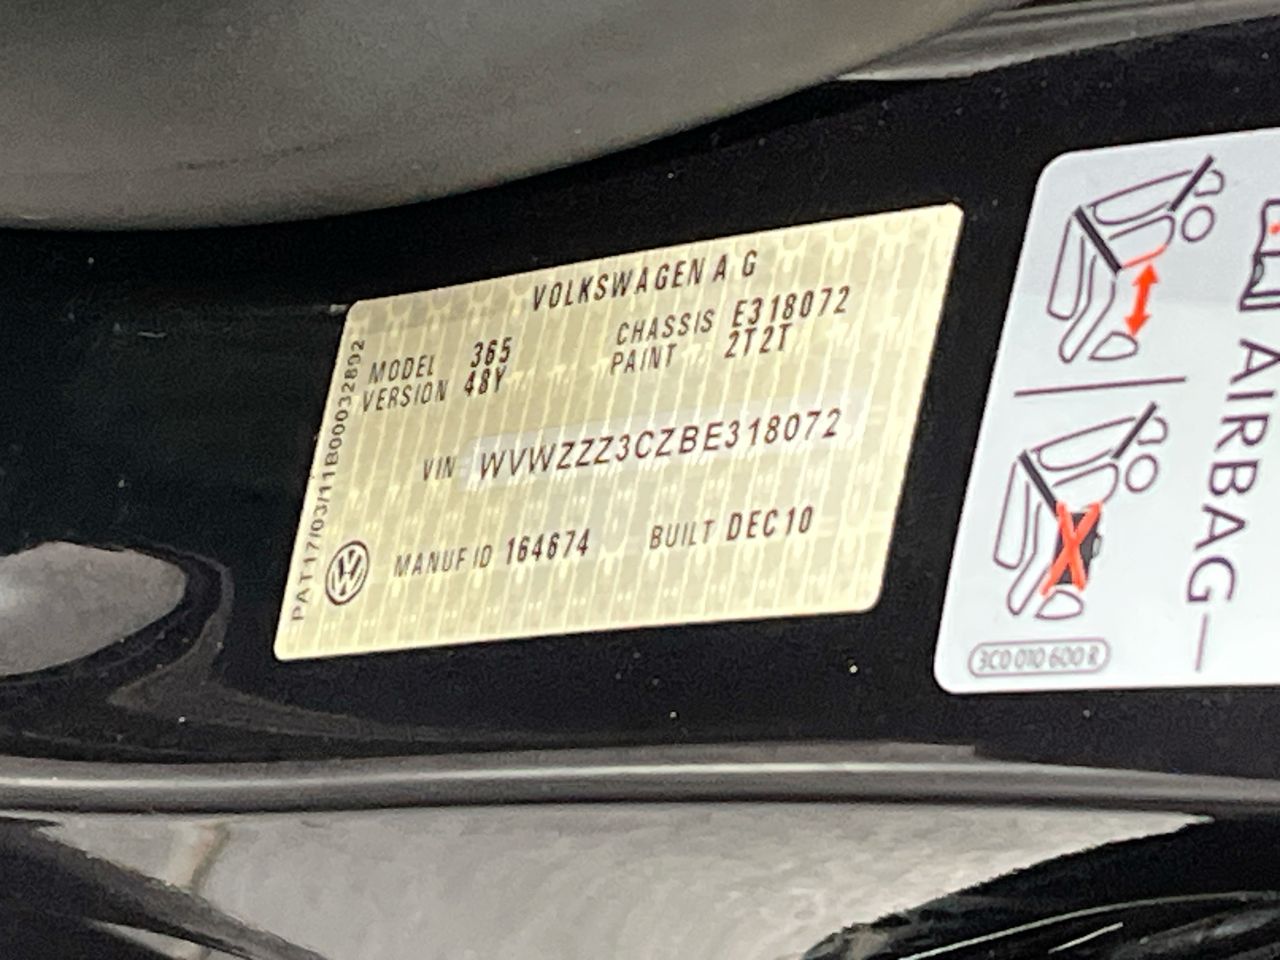 VOLKSWAGEN A G
MODEL 365 CHASSIS E318072
VERSION 48Y PAINT 2T2T
VIN WVWZZZ3CZBE318072
MANUF ID 164674 BUILT DEC10
PAT17/03/11B00032892
AIRBAG
3C0 010 600 R